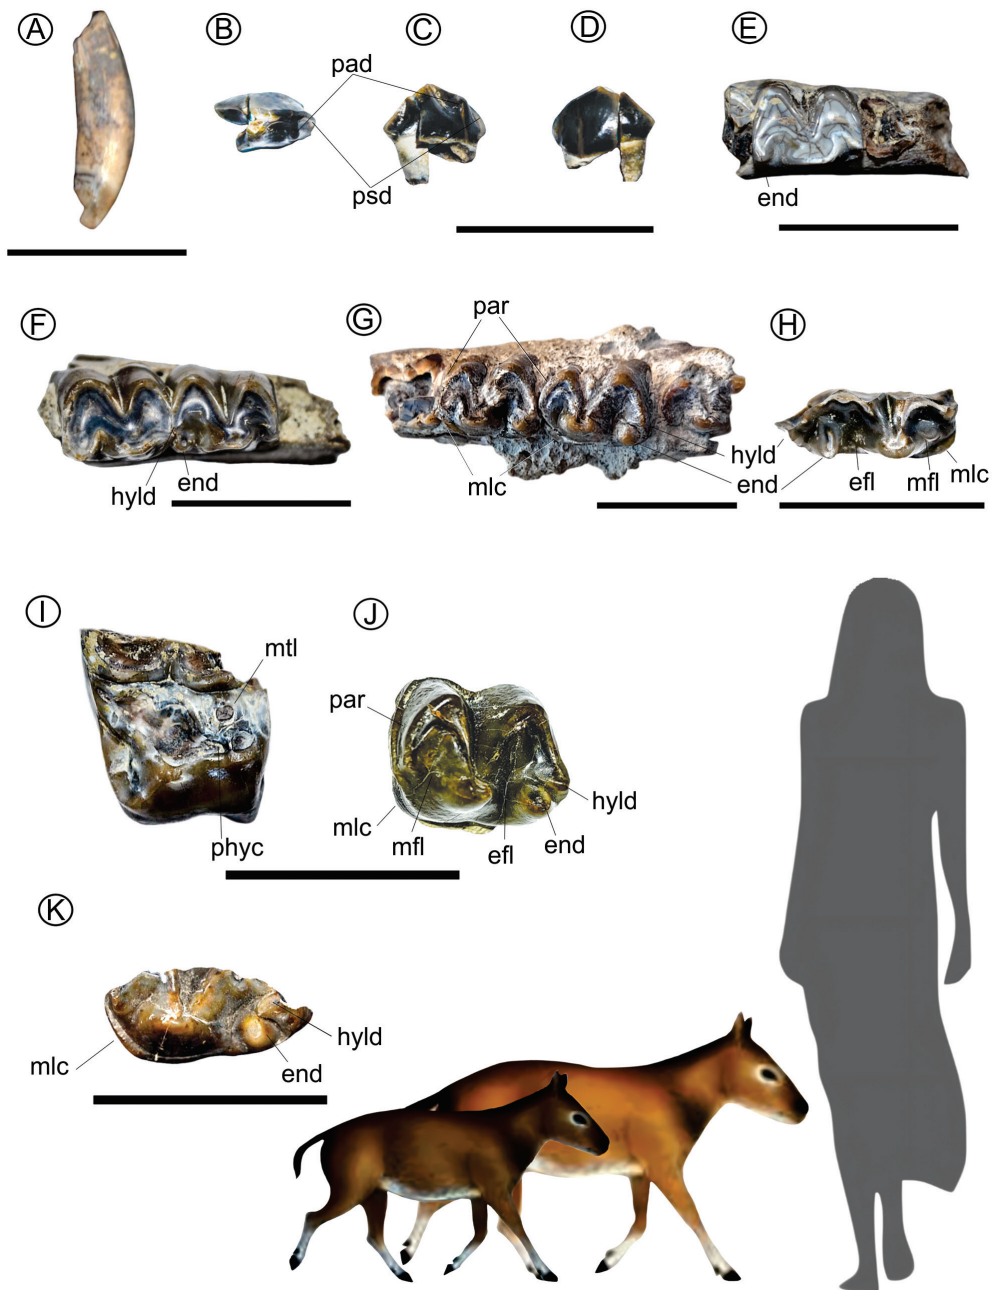 A
B
C
D
E
pad
psd
end
F
G
H
par
hyld
end
mlc
hyld
end
efl
mfl
mlc
I
J
mtl
par
phyc
mlc
mfl
efl
end
hyld
K
mlc
end
hyld